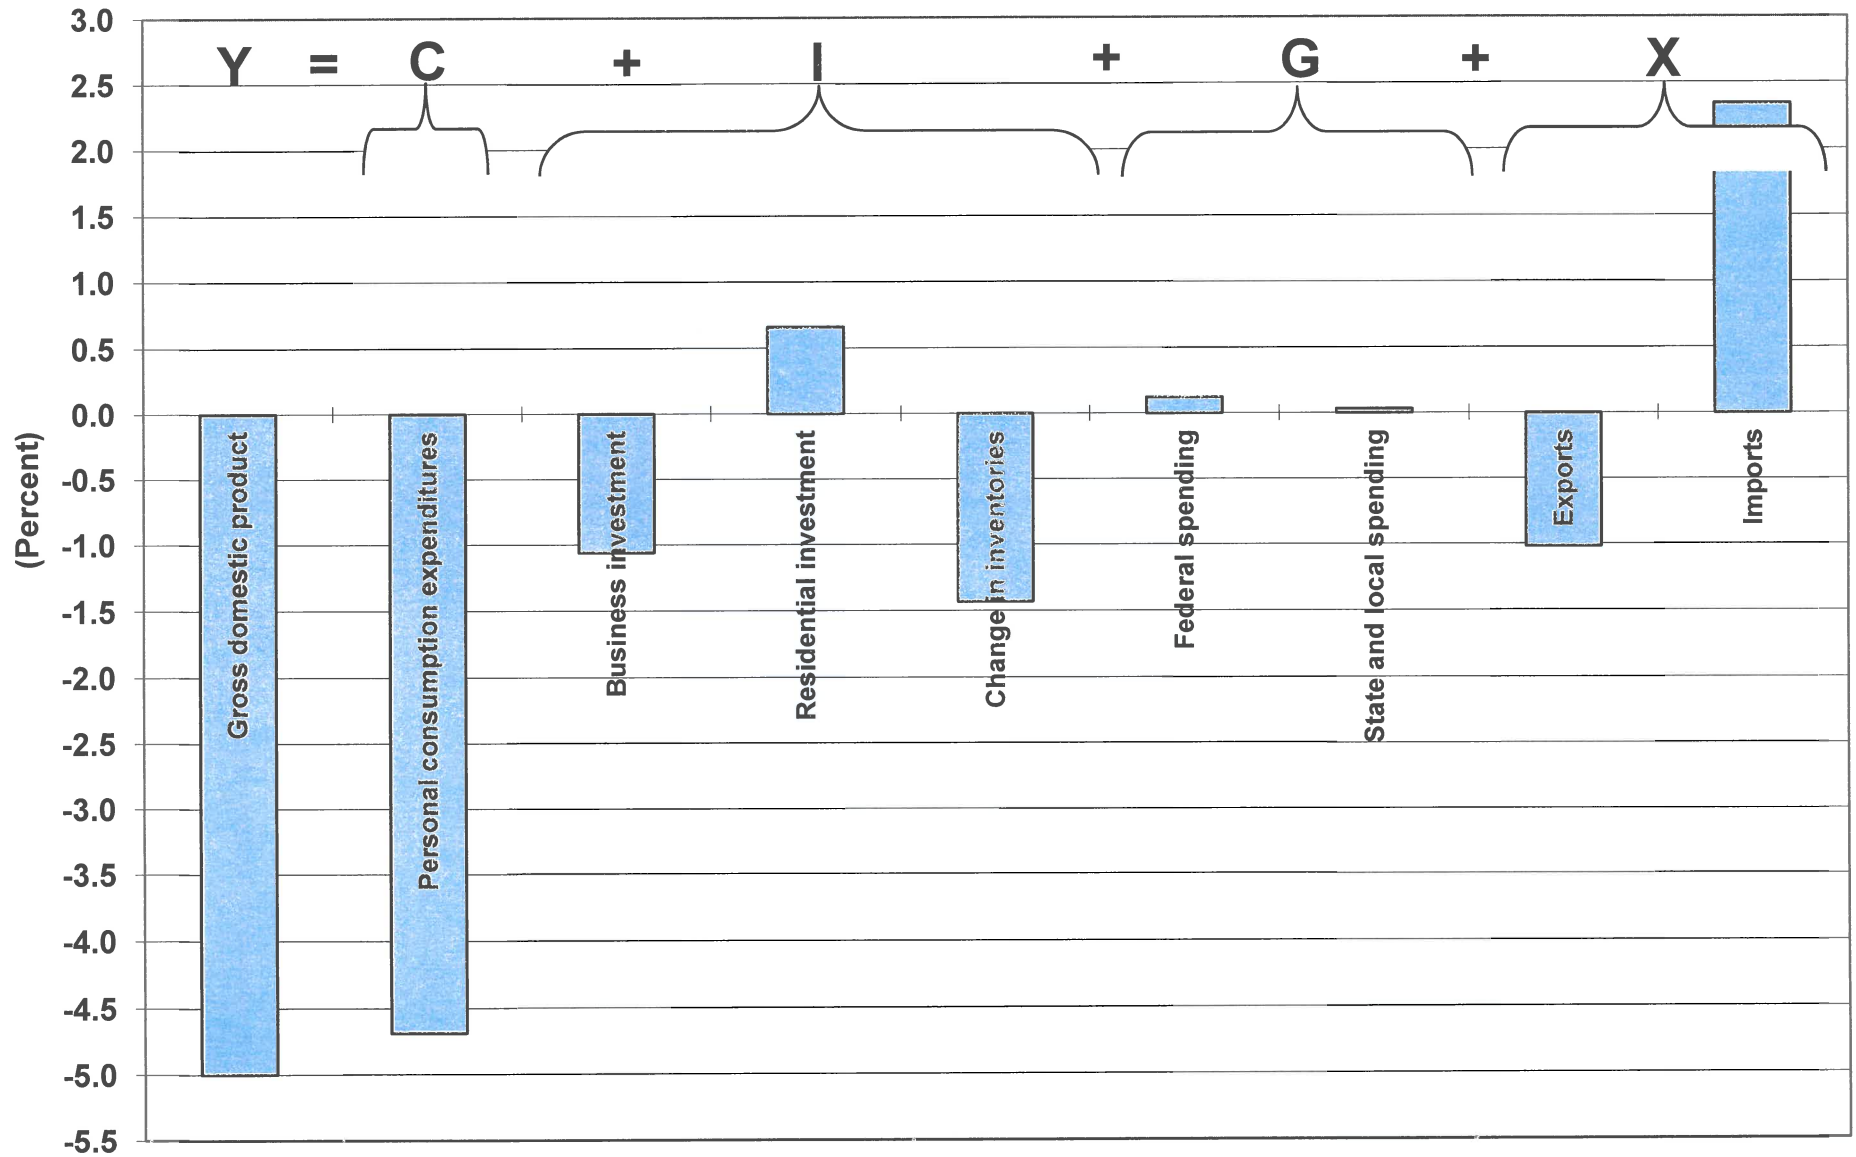 Y = C + I + G + X
3.0
2.5
2.0
1.5
1.0
0.5
0.0
-0.5
-1.0
-1.5
-2.0
-2.5
-3.0
-3.5
-4.0
-4.5
-5.0
-5.5
(Percent)
Gross domestic product
Personal consumption expenditures
Business investment
Residential investment
Change in inventories
Federal spending
State and local spending
Exports
Imports